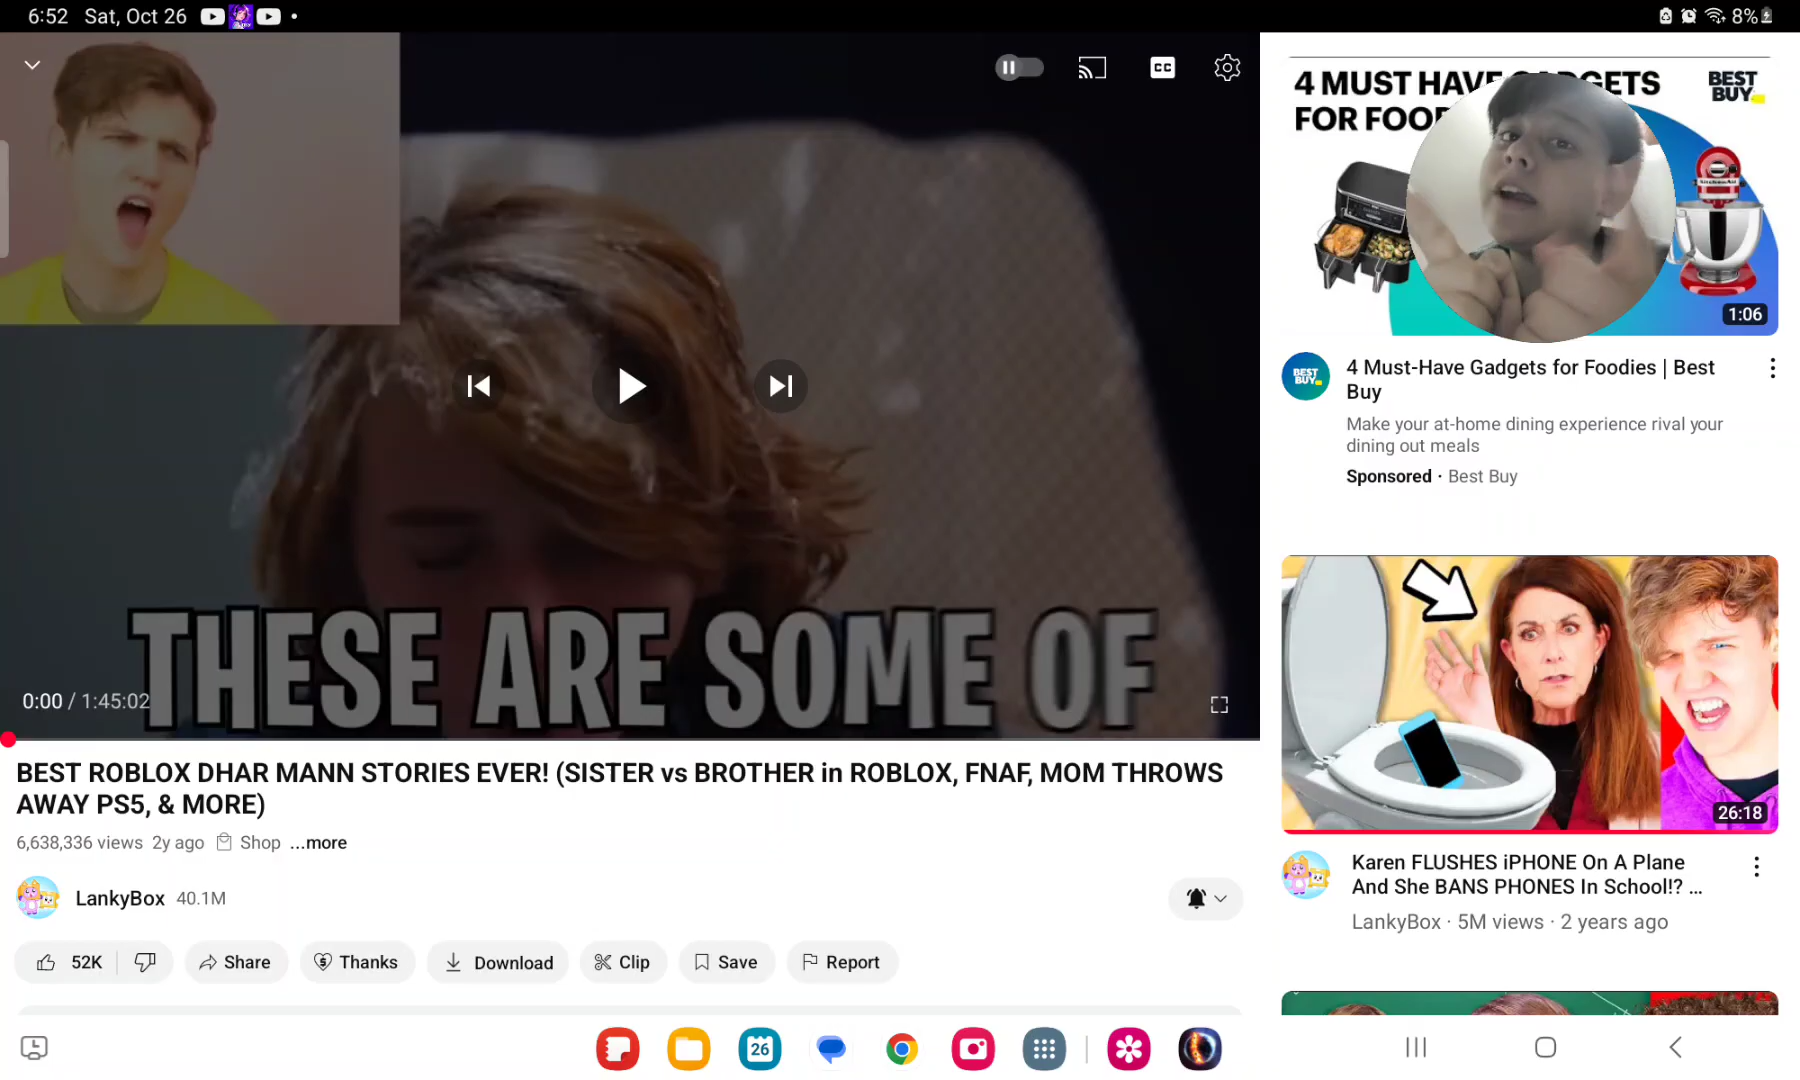 6:52 Sat, Oct 26
8%
4 MUST HAVE GADGETS
FOR FOO
BEST
BUY
1:06
BEST
BUY
4 Must-Have Gadgets for Foodies | Best
Buy
Make your at-home dining experience rival your
dining out meals
Sponsored · Best Buy
CC
THESE ARE SOME OF
0:00 / 1:45:02
BEST ROBLOX DHAR MANN STORIES EVER! (SISTER vs BROTHER in ROBLOX, FNAF, MOM THROWS
AWAY PS5, & MORE)
6,638,336 views 2y ago Shop ...more
LankyBox 40.1M
52K Share Thanks Download Clip Save Report
26:18
Karen FLUSHES iPHONE On A Plane
And She BANS PHONES In School!? ...
LankyBox · 5M views · 2 years ago
26